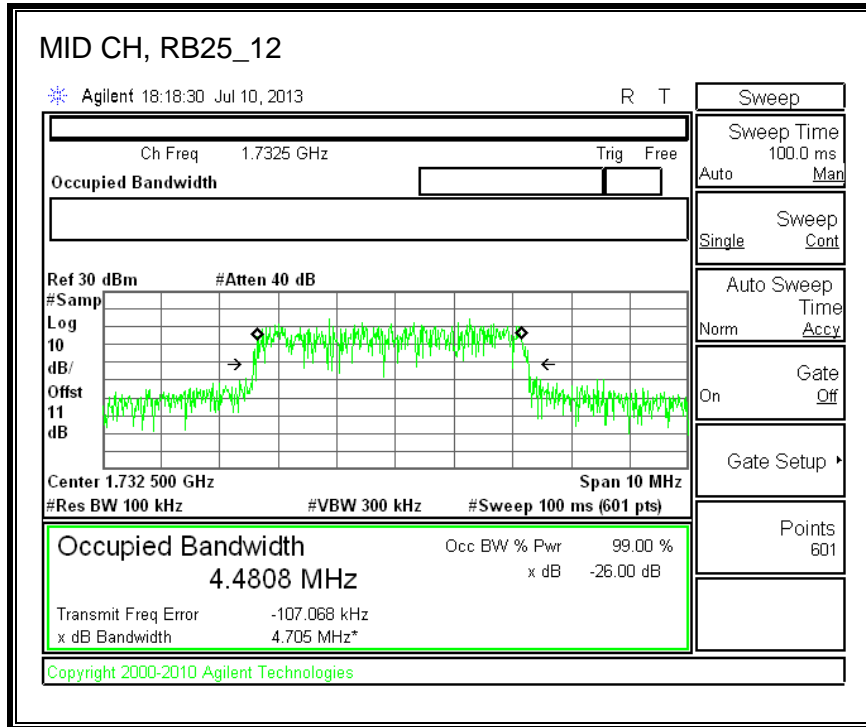 MID CH, RB25_12
Agilent 18:18:30 Jul 10, 2013 R T
Sweep
Ch Freq 1.7325 GHz Trig Free
Occupied Bandwidth
Sweep Time
100.0 ms
Auto Man
Sweep
Single Cont
Auto Sweep
Time
Norm Accy
Gate
On Off
Gate Setup
Points
601
Ref 30 dBm #Atten 40 dB
#Samp
Log
10
dB/
Offst
11
dB
Center 1.732 500 GHz Span 10 MHz
#Res BW 100 kHz #VBW 300 kHz #Sweep 100 ms (601 pts)
Occupied Bandwidth Occ BW % Pwr 99.00 %
4.4808 MHz x dB -26.00 dB
Transmit Freq Error -107.068 kHz
x dB Bandwidth 4.705 MHz*
Copyright 2000-2010 Agilent Technologies